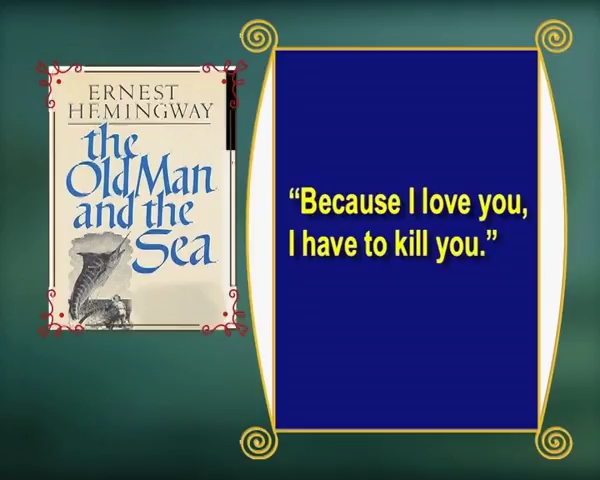 ERNEST
HEMINGWAY
the
Old Man
and the
Sea
“Because I love you,
I have to kill you.”